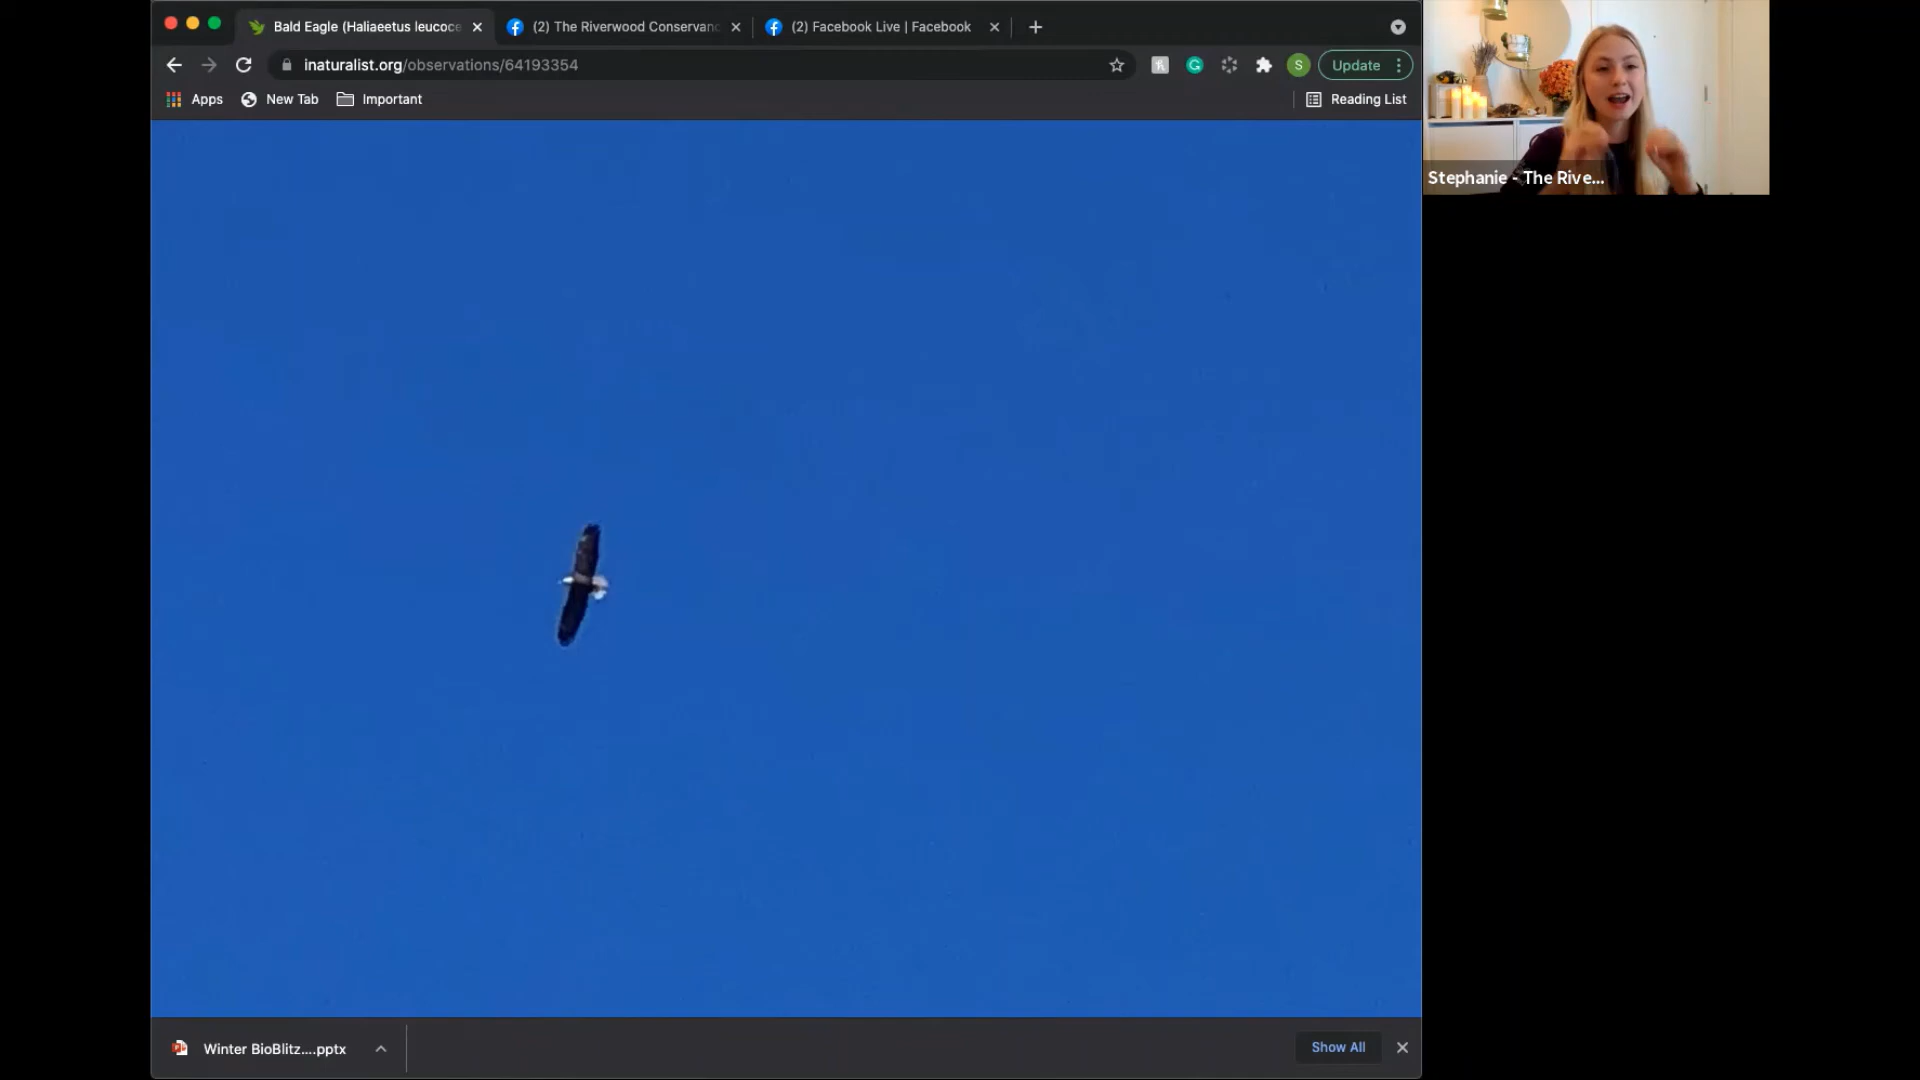 Bald Eagle (Haliaeetus leucoce
(2) The Riverwood Conservanc
(2) Facebook Live | Facebook
inaturalist.org/observations/64193354
S
Update
Apps
New Tab
Important
Reading List
Stephanie - The Rive...
Winter BioBlitz....pptx
Show All